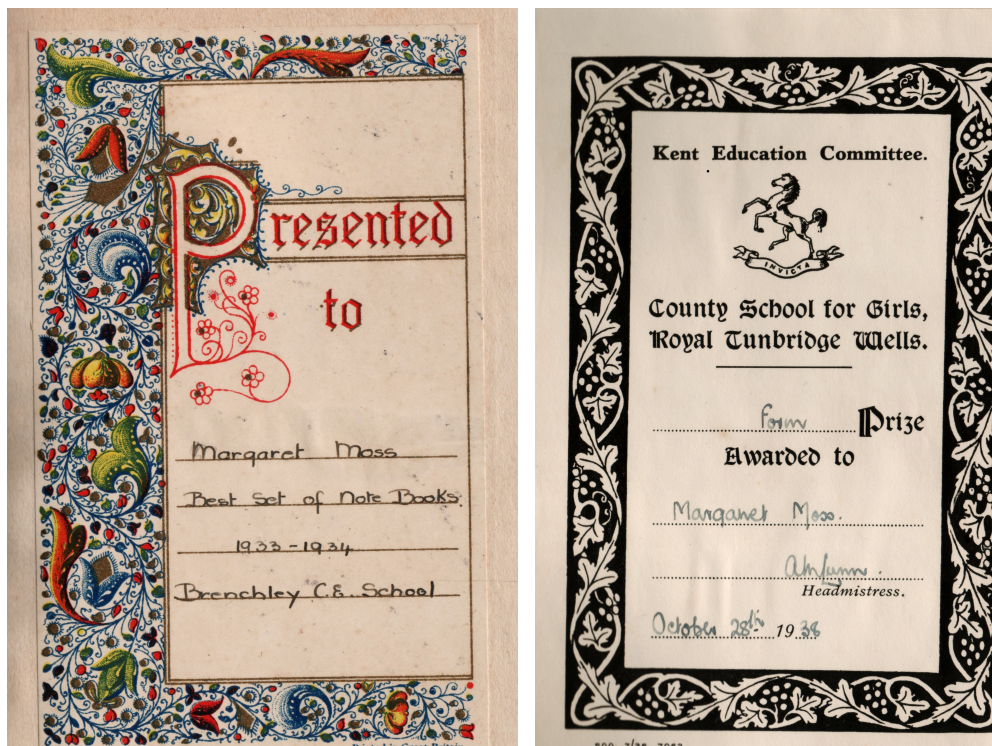 Presented
to
Margaret Moss
Best Set of Note Books.
1933-1934
Brenchley C.E. School
Kent Education Committee.
INVICTA
County School for Girls,
Royal Tunbridge Wells.
Form Prize
Awarded to
Margaret Moss.
Headmistress.
October 28th 1938